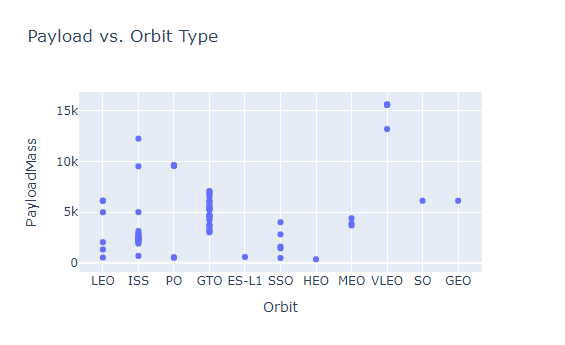 Payload vs. Orbit Type
PayloadMass
15k
10k
5k
0
LEO ISS PO GTO ES-L1 SSO HEO MEO VLEO SO GEO
Orbit